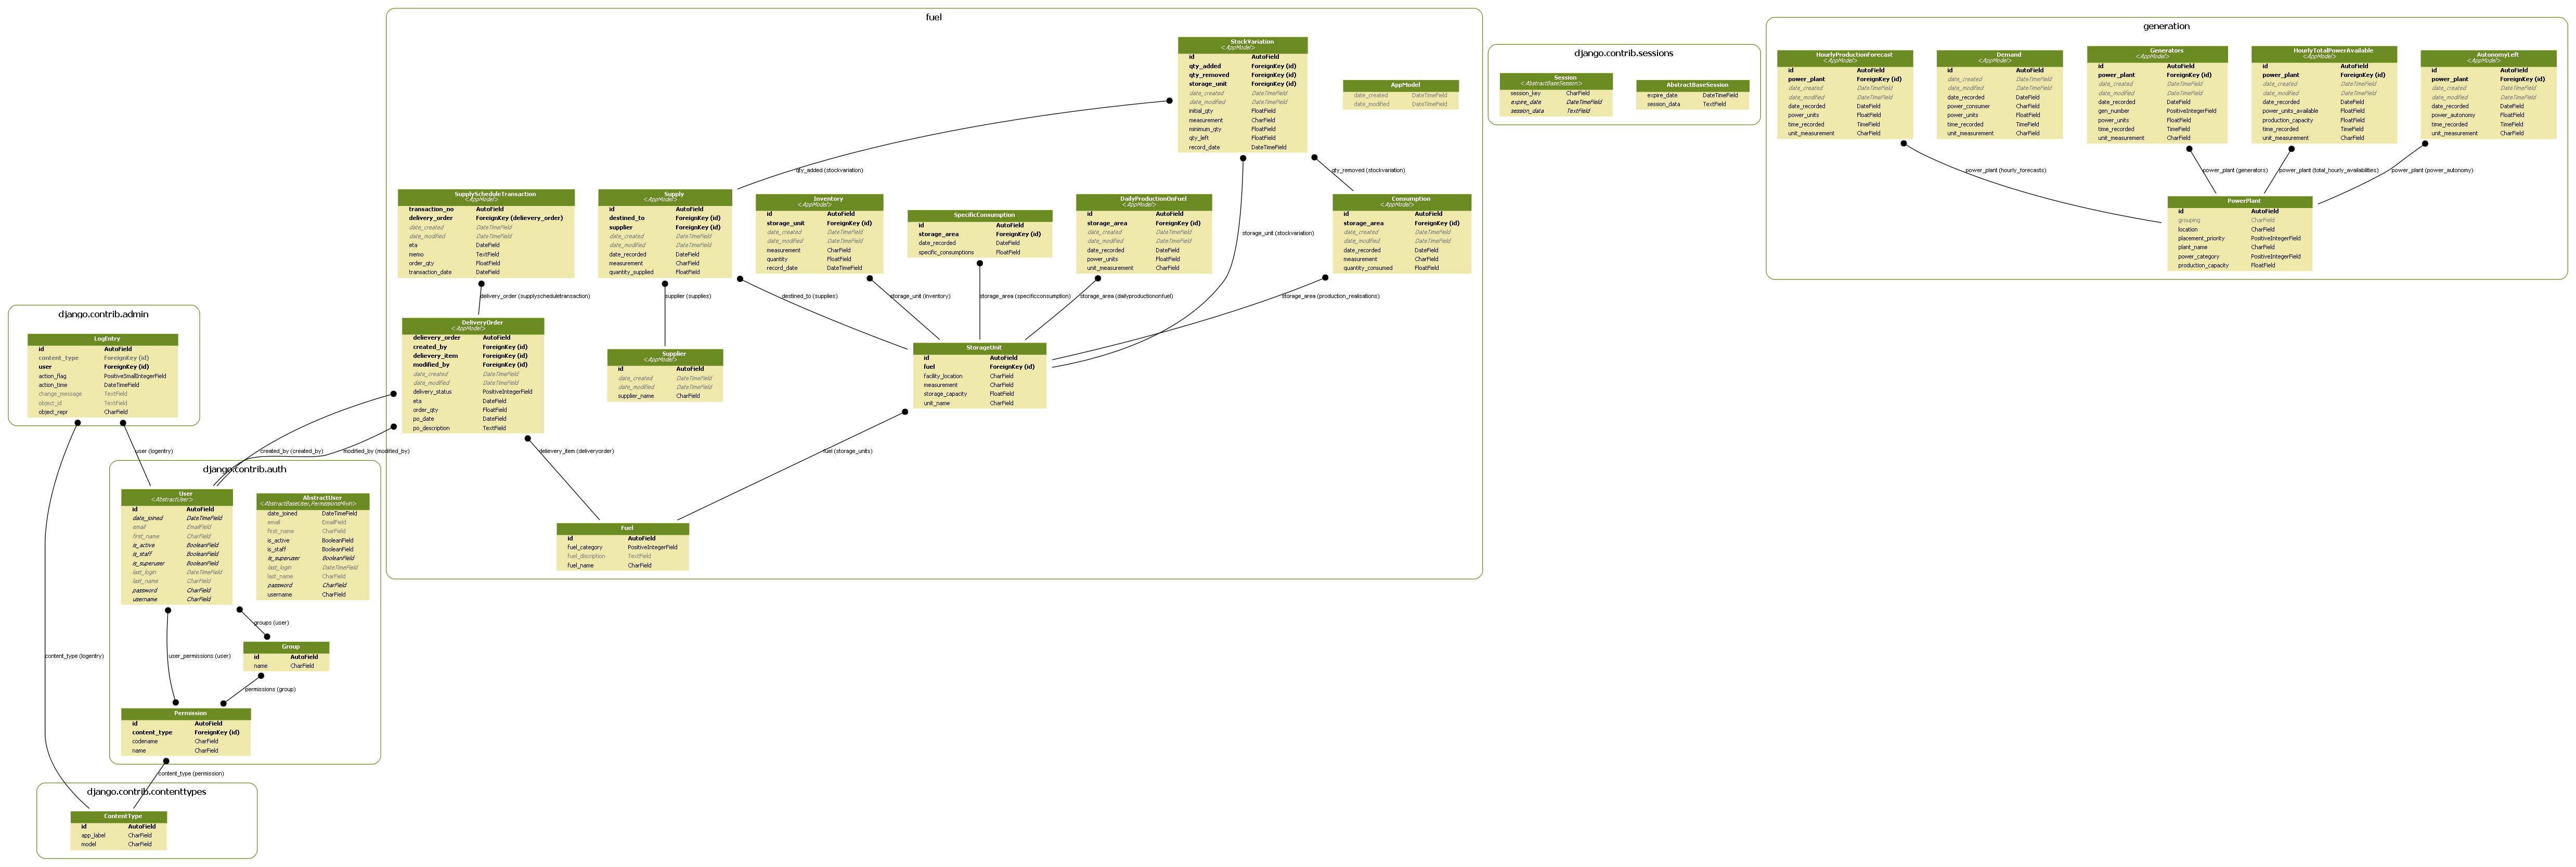 fuel
StockVariation
<AppModel>
id AutoField
qty_added ForeignKey (id)
qty_removed ForeignKey (id)
storage_unit ForeignKey (id)
date_created DateTimeField
date_modified DateTimeField
initial_qty FloatField
measurement CharField
minimum_qty FloatField
qty_left FloatField
record_date DateTimeField
AppModel
date_created DateTimeField
date_modified DateTimeField
qty_added (stockvariation)
qty_removed (stockvariation)
storage_unit (stockvariation)
SupplyScheduleTransaction
<AppModel>
transaction_no AutoField
delivery_order ForeignKey (delievery_order)
date_created DateTimeField
date_modified DateTimeField
eta DateField
memo TextField
order_qty FloatField
transaction_date DateField
Supply
<AppModel>
id AutoField
destined_to ForeignKey (id)
supplier ForeignKey (id)
date_created DateTimeField
date_modified DateTimeField
date_recorded DateField
measurement CharField
quantity_supplied FloatField
Inventory
<AppModel>
id AutoField
storage_unit ForeignKey (id)
date_created DateTimeField
date_modified DateTimeField
measurement CharField
quantity FloatField
record_date DateTimeField
SpecificConsumption
id AutoField
storage_area ForeignKey (id)
date_recorded DateField
specific_consumptions FloatField
DailyProductionOnFuel
<AppModel>
id AutoField
storage_area ForeignKey (id)
date_created DateTimeField
date_modified DateTimeField
date_recorded DateField
power_units FloatField
unit_measurement CharField
Consumption
<AppModel>
id AutoField
storage_area ForeignKey (id)
date_created DateTimeField
date_modified DateTimeField
date_recorded DateField
measurement CharField
quantity_consumed FloatField
delivery_order (supplyscheduletransaction)
supplier (supplies)
destined_to (supplies)
storage_unit (inventory)
storage_area (specificconsumption)
storage_area (dailyproductiononfuel)
storage_area (production_realisations)
DeliveryOrder
<AppModel>
delievery_order AutoField
created_by ForeignKey (id)
delievery_item ForeignKey (id)
modified_by ForeignKey (id)
date_created DateTimeField
date_modified DateTimeField
delivery_status PositiveIntegerField
eta DateField
order_qty FloatField
po_date DateField
po_description TextField
Supplier
<AppModel>
id AutoField
date_created DateTimeField
date_modified DateTimeField
supplier_name CharField
StorageUnit
id AutoField
fuel ForeignKey (id)
facility_location CharField
measurement CharField
storage_capacity FloatField
unit_name CharField
created_by (created_by)
modified_by (modified_by)
delievery_item (deliveryorder)
fuel (storage_units)
Fuel
id AutoField
fuel_category PositiveIntegerField
fuel_discription TextField
fuel_name CharField
django.contrib.sessions
Session
<AbstractBaseSession>
session_key CharField
expire_date DateTimeField
session_data TextField
AbstractBaseSession
expire_date DateTimeField
session_data TextField
generation
HourlyProductionForecast
<AppModel>
id AutoField
power_plant ForeignKey (id)
date_created DateTimeField
date_modified DateTimeField
date_recorded DateField
power_units FloatField
time_recorded TimeField
unit_measurement CharField
Demand
<AppModel>
id AutoField
date_created DateTimeField
date_modified DateTimeField
date_recorded DateField
power_consumer CharField
power_units FloatField
time_recorded TimeField
unit_measurement CharField
Generators
<AppModel>
id AutoField
power_plant ForeignKey (id)
date_created DateTimeField
date_modified DateTimeField
date_recorded DateField
gen_number PositiveIntegerField
power_units FloatField
time_recorded TimeField
unit_measurement CharField
HourlyTotalPowerAvailable
<AppModel>
id AutoField
power_plant ForeignKey (id)
date_created DateTimeField
date_modified DateTimeField
date_recorded DateField
power_units_available FloatField
production_capacity FloatField
time_recorded TimeField
unit_measurement CharField
AutonomyLeft
<AppModel>
id AutoField
power_plant ForeignKey (id)
date_created DateTimeField
date_modified DateTimeField
date_recorded DateField
power_autonomy FloatField
time_recorded TimeField
unit_measurement CharField
power_plant (hourly_forecasts)
power_plant (generators)
power_plant (total_hourly_availabilities)
power_plant (power_autonomy)
PowerPlant
id AutoField
grouping CharField
location CharField
placement_priority PositiveIntegerField
plant_name CharField
power_category PositiveIntegerField
production_capacity FloatField
django.contrib.admin
LogEntry
id AutoField
content_type ForeignKey (id)
user ForeignKey (id)
action_flag PositiveSmallIntegerField
action_time DateTimeField
change_message TextField
object_id TextField
object_repr CharField
user (logentry)
content_type (logentry)
django.contrib.auth
User
<AbstractUser>
id AutoField
date_joined DateTimeField
email EmailField
first_name CharField
is_active BooleanField
is_staff BooleanField
is_superuser BooleanField
last_login DateTimeField
last_name CharField
password CharField
username CharField
AbstractUser
<AbstractBaseUser,PermissionsMixin>
date_joined DateTimeField
email EmailField
first_name CharField
is_active BooleanField
is_staff BooleanField
is_superuser BooleanField
last_login DateTimeField
last_name CharField
password CharField
username CharField
groups (user)
user_permissions (user)
Group
id AutoField
name CharField
permissions (group)
Permission
id AutoField
content_type ForeignKey (id)
codename CharField
name CharField
content_type (permission)
django.contrib.contenttypes
ContentType
id AutoField
app_label CharField
model CharField